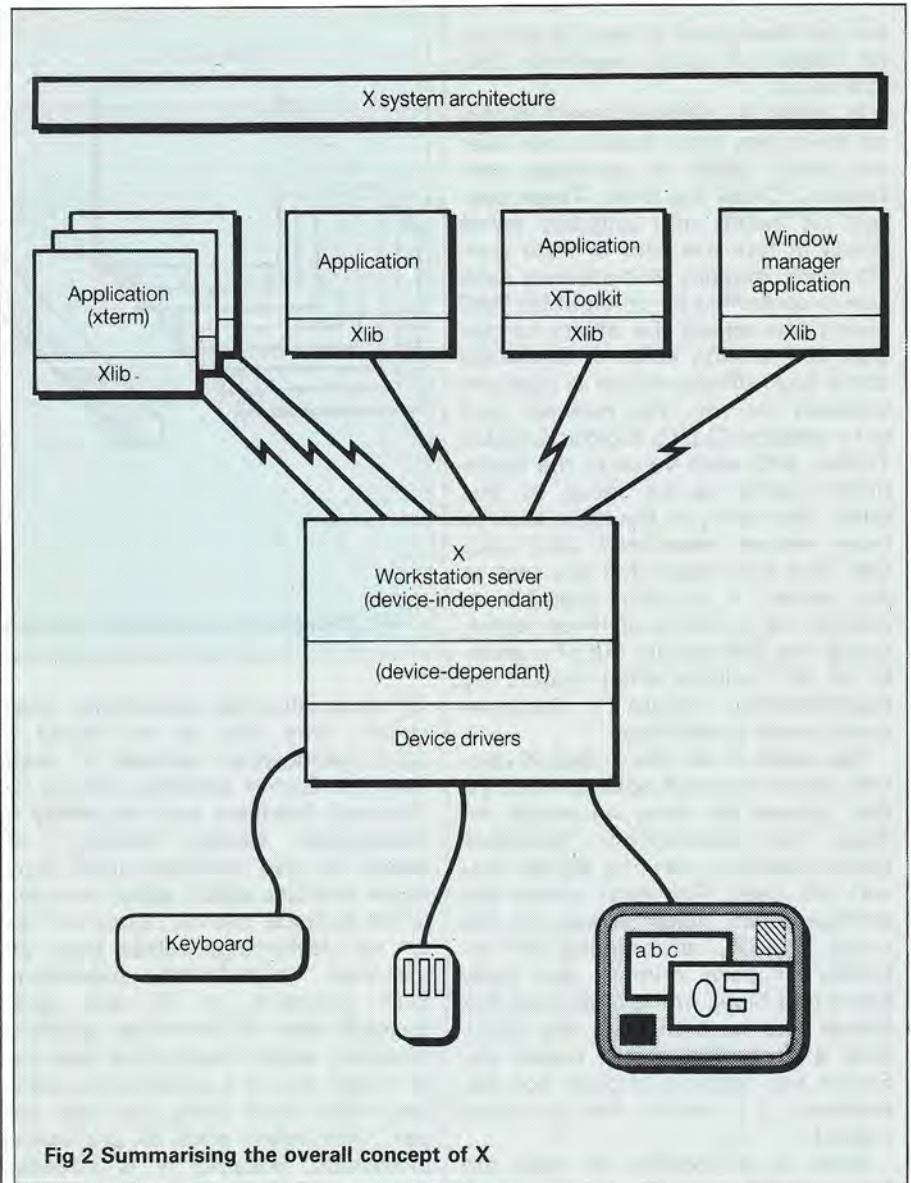 X system architecture
Application
(xterm)
Xlib
Application
Xlib
Application
XToolkit
Xlib
Window
manager
application
Xlib
X
Workstation server
(device-independant)
(device-dependant)
Device drivers
Keyboard
abc
Fig 2 Summarising the overall concept of X